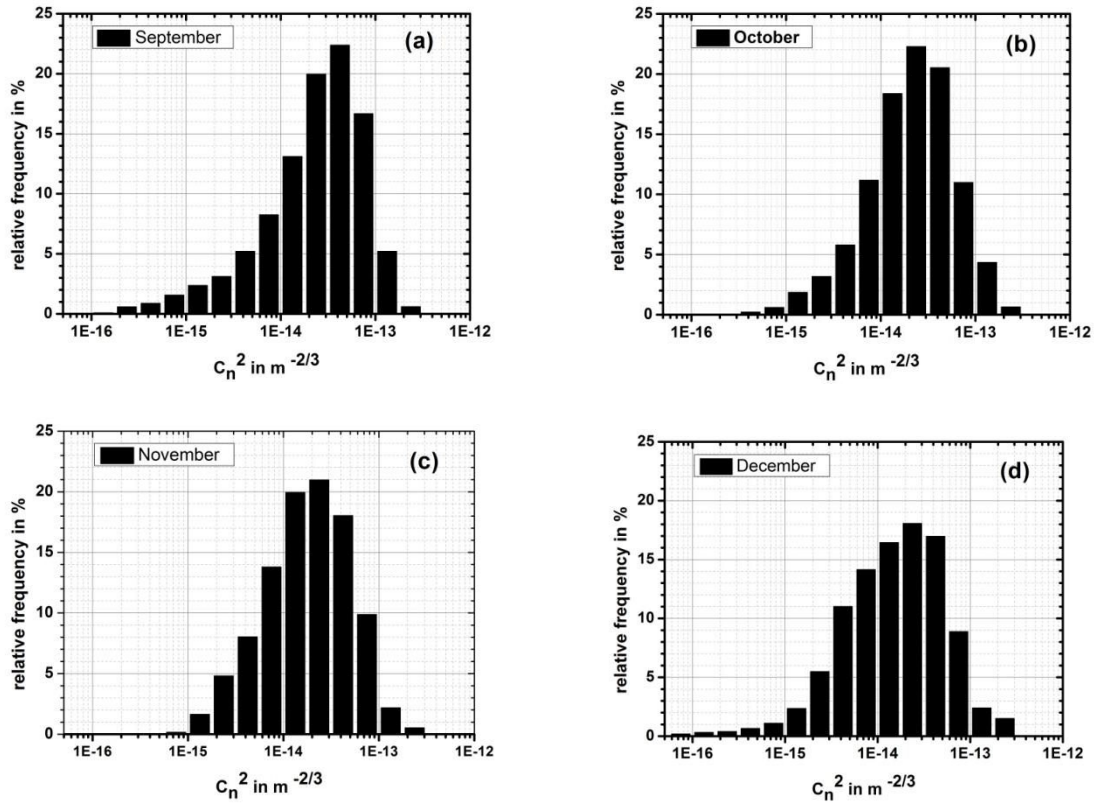 September
(a)
relative frequency in %
25
20
15
10
5
0
1E-16 1E-15 1E-14 1E-13 1E-12
Cn2 in m -2/3
October
(b)
relative frequency in %
25
20
15
10
5
0
1E-16 1E-15 1E-14 1E-13 1E-12
Cn2 in m -2/3
November
(c)
relative frequency in %
25
20
15
10
5
0
1E-16 1E-15 1E-14 1E-13 1E-12
Cn2 in m -2/3
December
(d)
relative frequency in %
25
20
15
10
5
0
1E-16 1E-15 1E-14 1E-13 1E-12
Cn2 in m -2/3